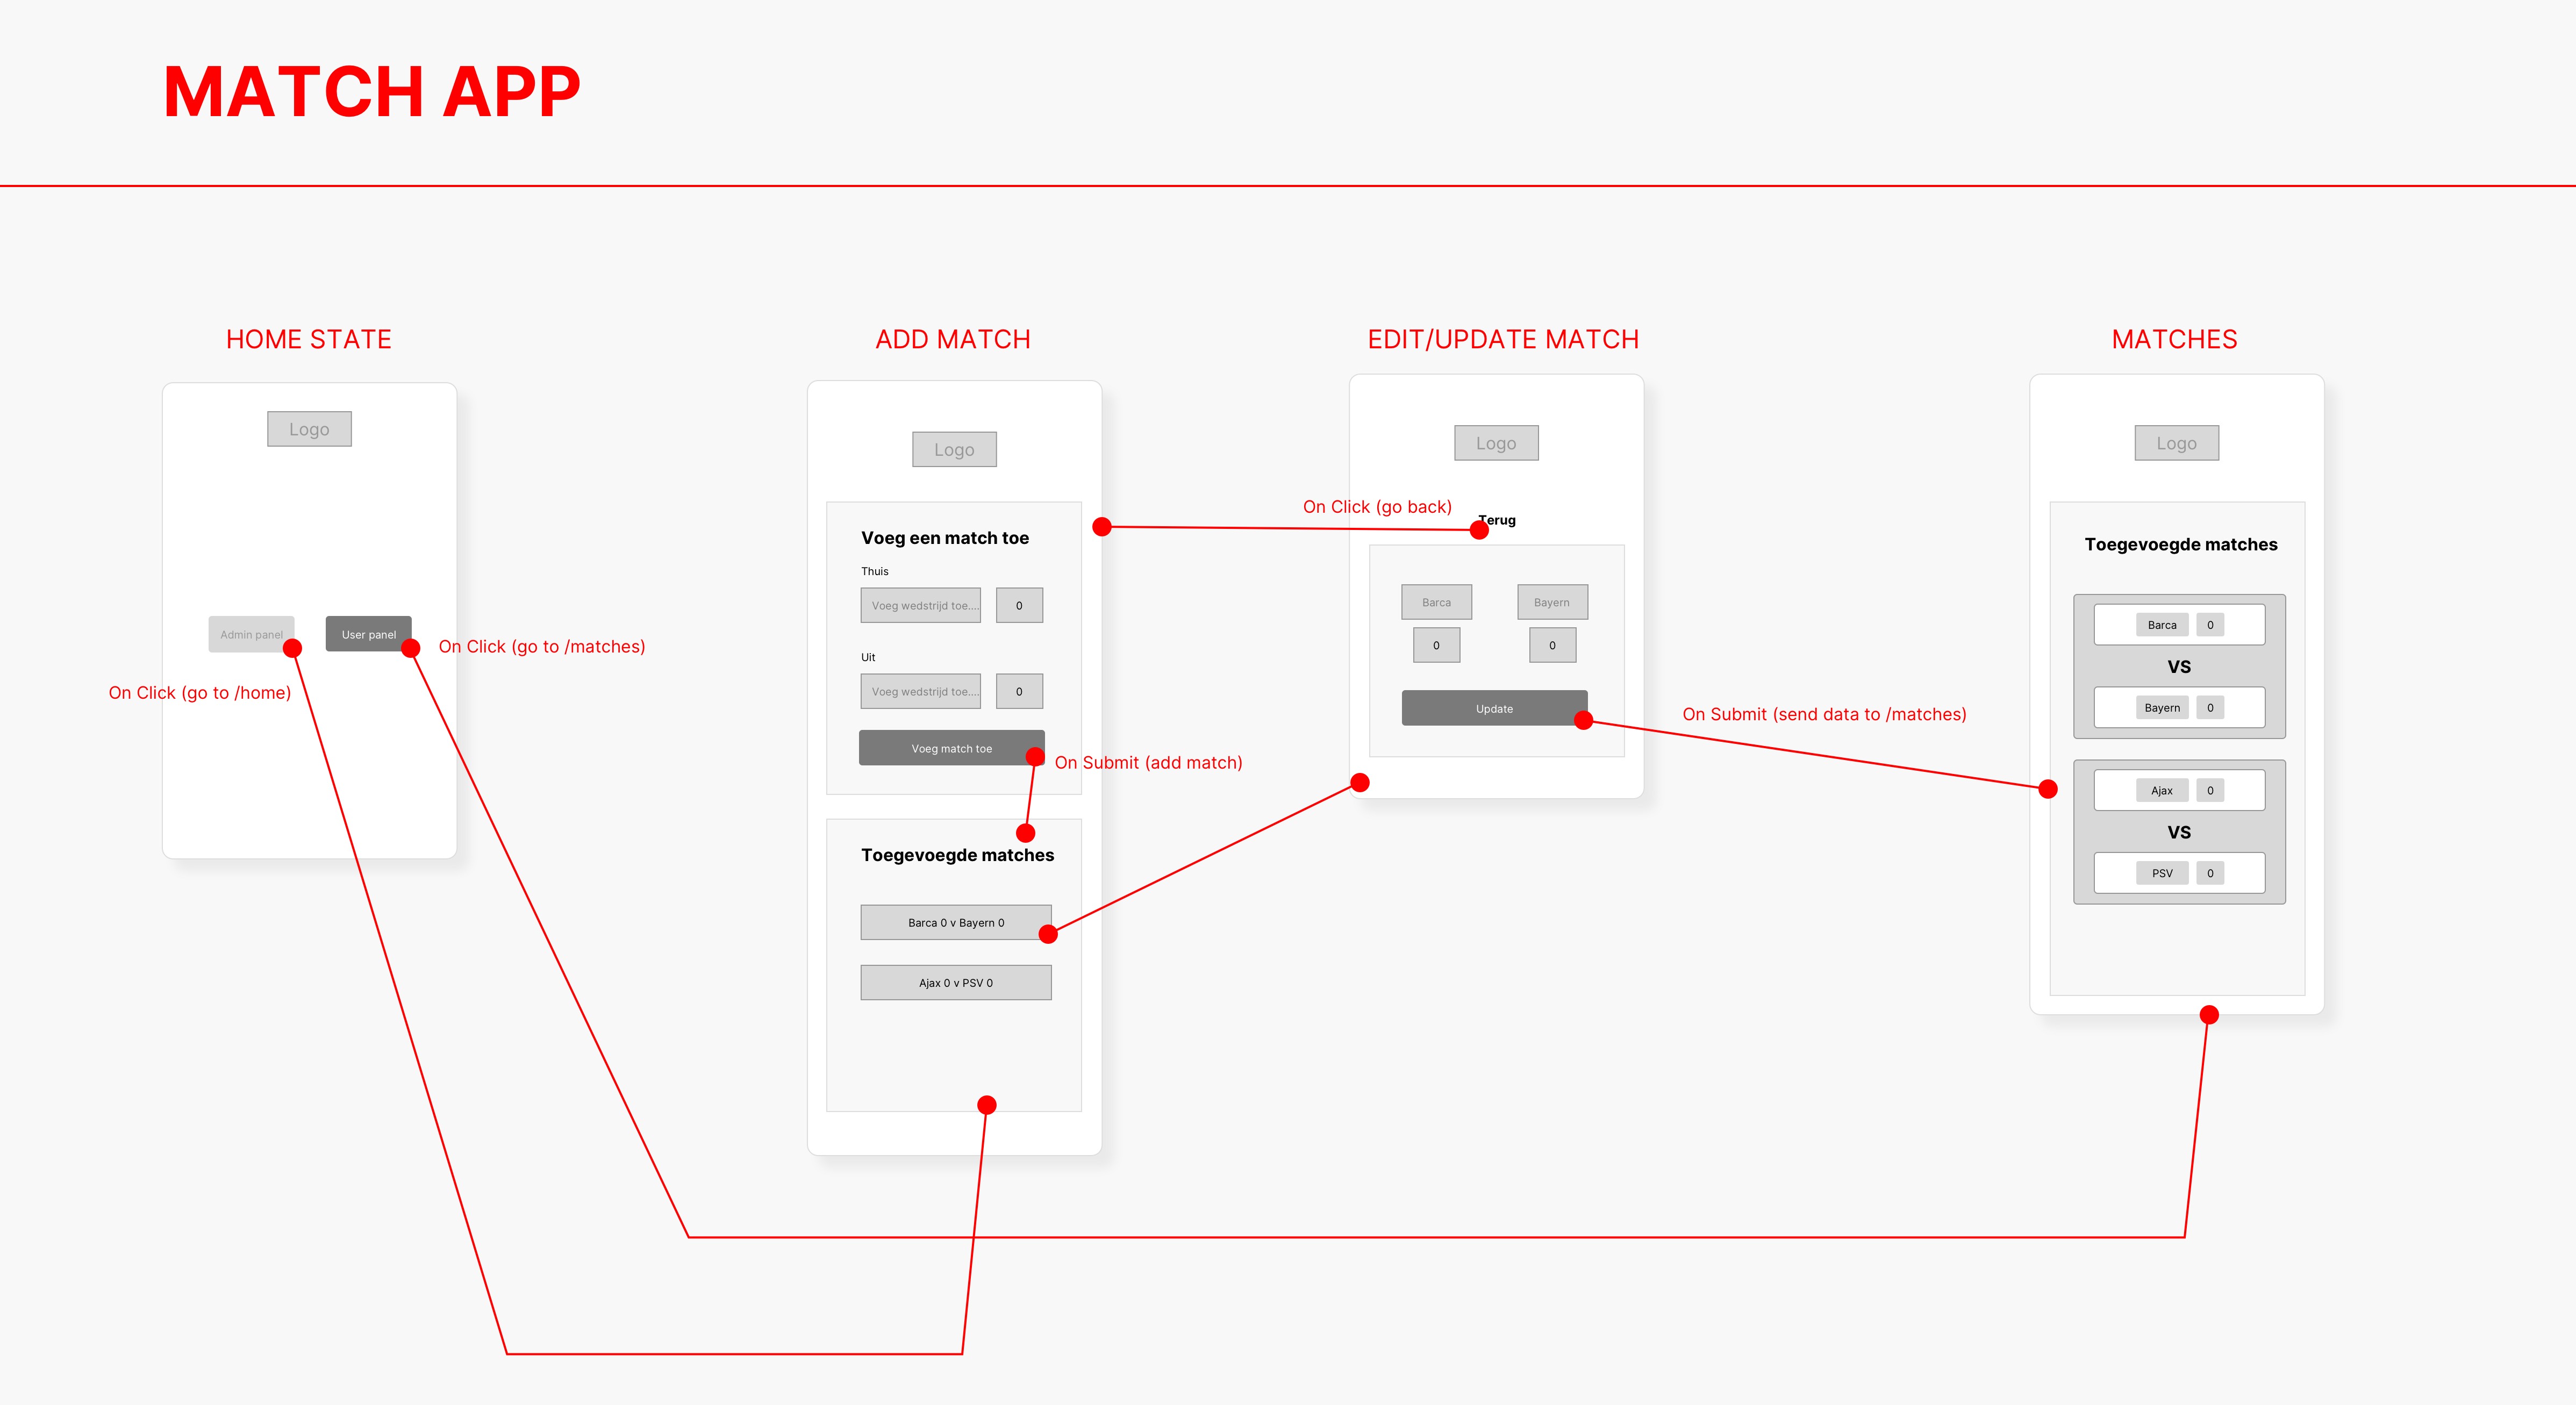 MATCH APP
HOME STATE
Logo
Admin panel
User panel
On Click (go to /matches)
On Click (go to /home)
ADD MATCH
Logo
Voeg een match toe
Thuis
Voeg wedstrijd toe....
0
Uit
Voeg wedstrijd toe....
0
Voeg match toe
On Submit (add match)
Toegevoegde matches
Barca 0 v Bayern 0
Ajax 0 v PSV 0
EDIT/UPDATE MATCH
Logo
On Click (go back)
Terug
Barca
Bayern
0
0
Update
On Submit (send data to /matches)
MATCHES
Logo
Toegevoegde matches
Barca
0
VS
Bayern
0
Ajax
0
VS
PSV
0